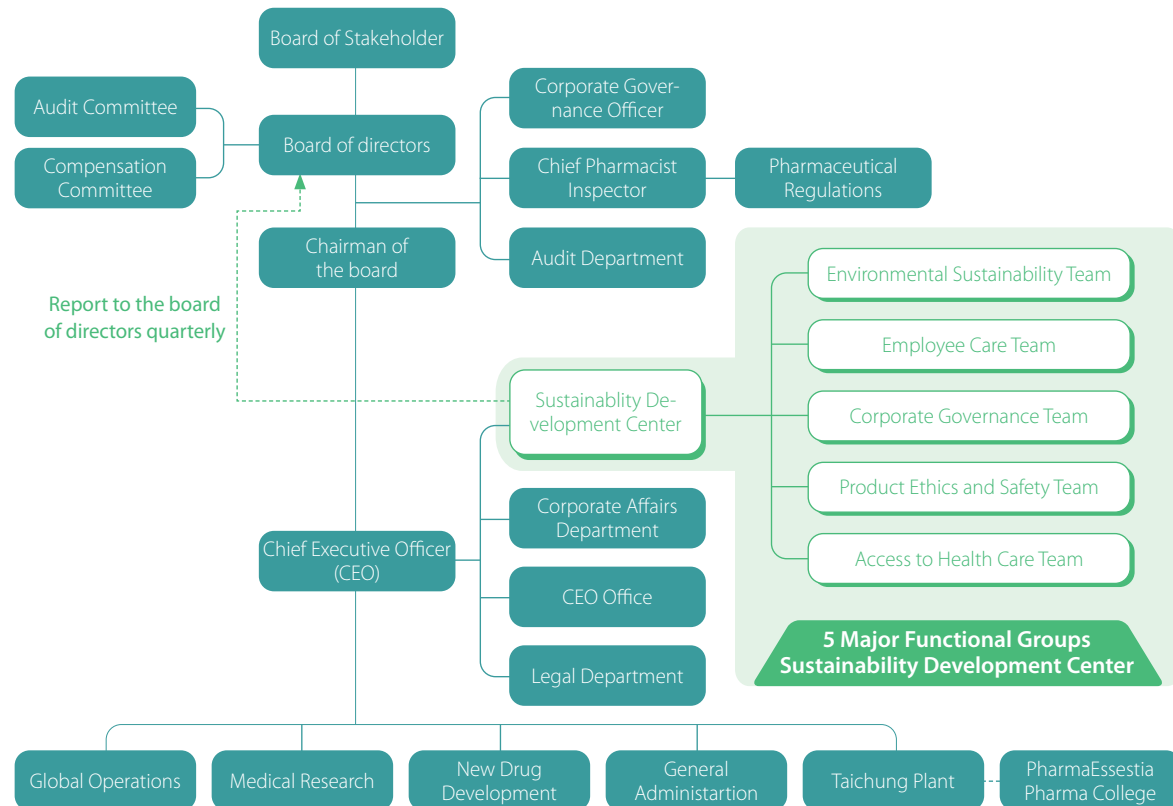 Board of Stakeholder
Audit Committee
Compensation
Committee
Board of directors
Corporate Gover-
nance Officer
Chief Pharmacist
Inspector
Pharmaceutical
Regulations
Audit Department
Chairman of
the board
Report to the board
of directors quarterly
Sustainablity De-
velopment Center
Environmental Sustainability Team
Employee Care Team
Corporate Governance Team
Product Ethics and Safety Team
Access to Health Care Team
5 Major Functional Groups
Sustainability Development Center
Chief Executive Officer
(CEO)
Corporate Affairs
Department
CEO Office
Legal Department
Global Operations
Medical Research
New Drug
Development
General
Administartion
Taichung Plant
PharmaEssestia
Pharma College